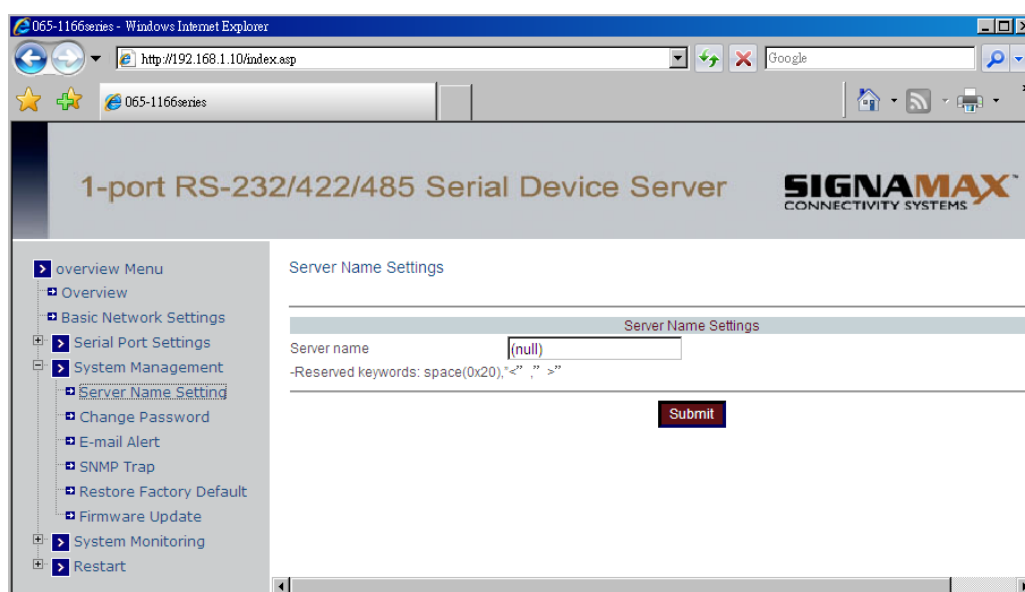 065-1166series - Windows Internet Explorer
http://192.168.1.10/index.asp
Google
065-1166series
1-port RS-232/422/485 Serial Device Server
SIGNAMAX
CONNECTIVITY SYSTEMS
overview Menu
Overview
Basic Network Settings
Serial Port Settings
System Management
Server Name Setting
Change Password
E-mail Alert
SNMP Trap
Restore Factory Default
Firmware Update
System Monitoring
Restart
Server Name Settings
Server Name Settings
Server name (null)
-Reserved keywords: space(0x20),"<" ," >"
Submit